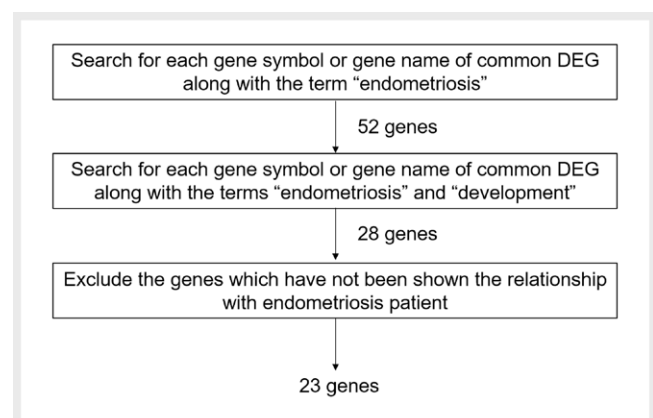 Search for each gene symbol or gene name of common DEG
along with the term “endometriosis”
52 genes
Search for each gene symbol or gene name of common DEG
along with the terms “endometriosis” and “development”
28 genes
Exclude the genes which have not been shown the relationship
with endometriosis patient
23 genes